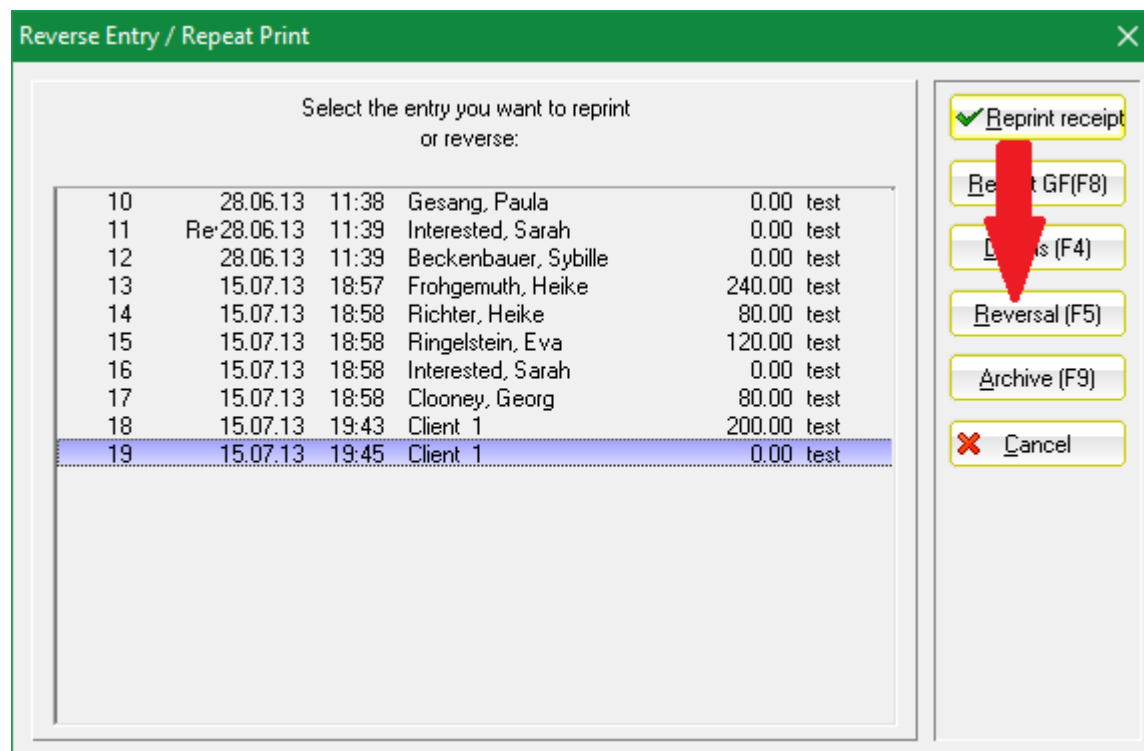 Reverse Entry / Repeat Print
Select the entry you want to reprint
or reverse:
10 28.06.13 11:38 Gesang, Paula 0.00 test
11 Re 28.06.13 11:39 Interested, Sarah 0.00 test
12 28.06.13 11:39 Beckenbauer, Sybille 0.00 test
13 15.07.13 18:57 Frohgemuth, Heike 240.00 test
14 15.07.13 18:58 Richter, Heike 80.00 test
15 15.07.13 18:58 Ringelstein, Eva 120.00 test
16 15.07.13 18:58 Interested, Sarah 0.00 test
17 15.07.13 18:58 Clooney, Georg 80.00 test
18 15.07.13 19:43 Client 1 200.00 test
19 15.07.13 19:45 Client 1 0.00 test
Reprint receipt
GF(F8)
(F4)
Reversal (F5)
Archive (F9)
Cancel